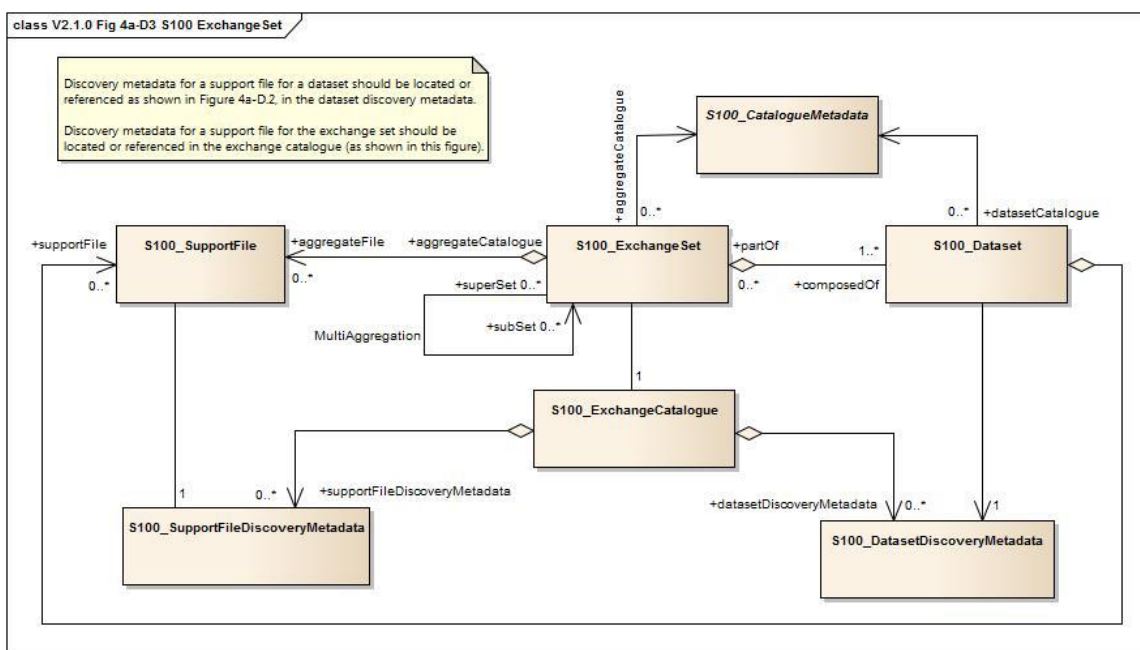 class V2.1.0 Fig 4a-D3 S100 ExchangeSet
Discovery metadata for a support file for a dataset should be located or
referenced as shown in Figure 4a-D.2, in the dataset discovery metadata.
Discovery metadata for a support file for the exchange set should be
located or referenced in the exchange catalogue (as shown in this figure).
S100_CatalogueMetadata
+aggregateCatalogue
0..*
0..*
+datasetCatalogue
+supportFile
0..*
S100_SupportFile
+aggregateFile
0..*
+aggregateCatalogue
S100_ExchangeSet
+partOf
0..*
1..*
+composedOf
S100_Dataset
+superSet 0..*
+subSet 0..*
MultiAggregation
1
S100_ExchangeCatalogue
1
0..*
+supportFileDiscoveryMetadata
+datasetDiscoveryMetadata
0..*
1
S100_SupportFileDiscoveryMetadata
S100_DatasetDiscoveryMetadata